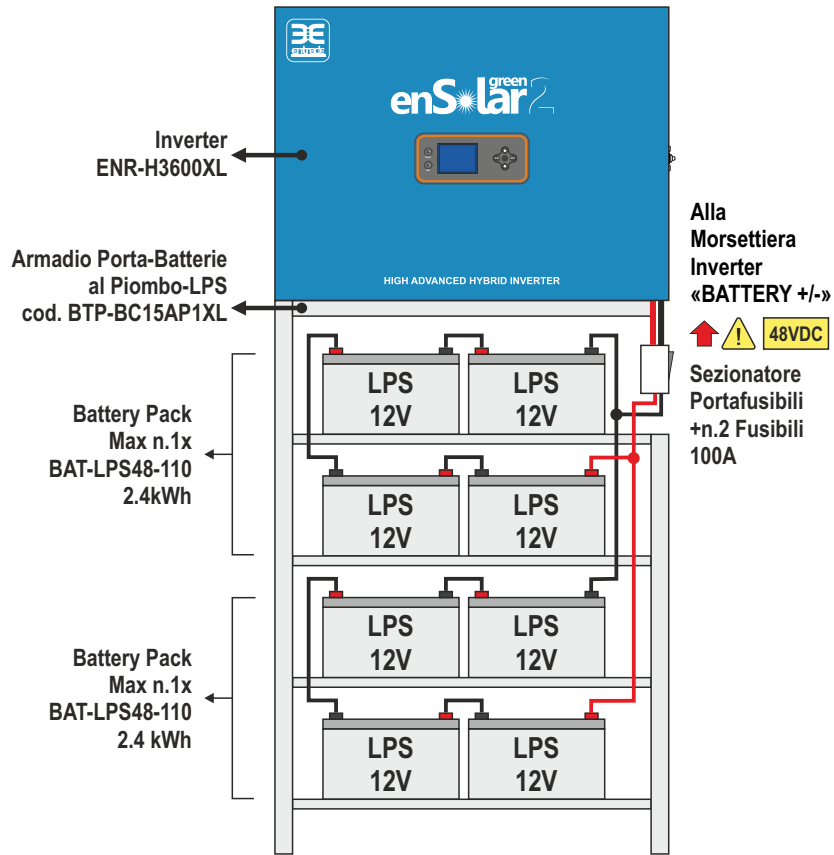 entrade
enSolar green 2
Inverter
ENR-H3600XL
HIGH ADVANCED HYBRID INVERTER
Armadio Porta-Batterie
al Piombo-LPS
cod. BTP-BC15AP1XL
Alla
Morsettiera
Inverter
«BATTERY +/-»
! 48VDC
Sezionatore
Portafusibili
+n.2 Fusibili
100A
Battery Pack
Max n.1x
BAT-LPS48-110
2.4kWh
LPS
12V
LPS
12V
LPS
12V
LPS
12V
Battery Pack
Max n.1x
BAT-LPS48-110
2.4 kWh
LPS
12V
LPS
12V
LPS
12V
LPS
12V